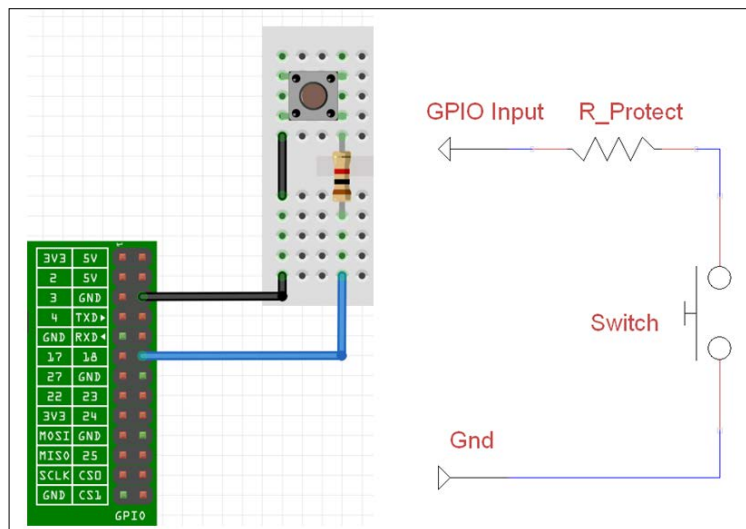 3V3 5V
2 5V
3 GND
4 TXD▸
GND RXD◂
17 18
27 GND
22 23
3V3 24
MOSI GND
MISO 25
SCLK CS0
GND CS1
GPIO
GPIO Input R_Protect
Switch
Gnd